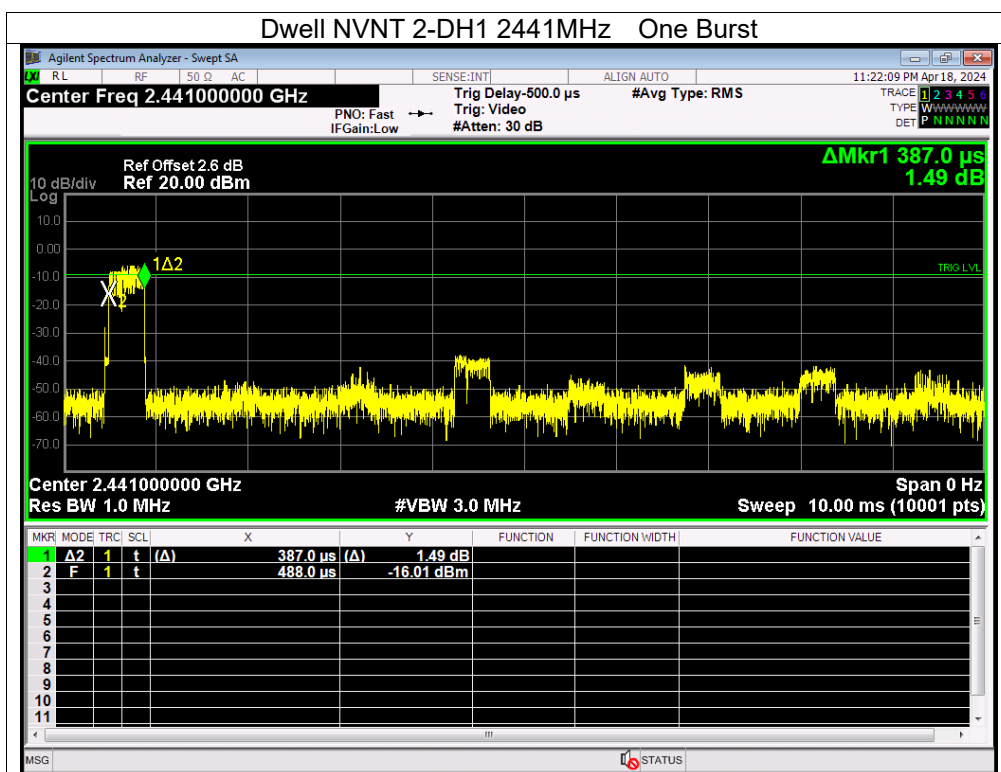 Dwell NVNT 2-DH1 2441MHz One Burst
Agilent Spectrum Analyzer - Swept SA
LXI RL RF 50 Ω AC SENSE:INT ALIGN AUTO 11:22:09 PM Apr 18, 2024
Center Freq 2.441000000 GHz Trig Delay-500.0 µs #Avg Type: RMS TRACE 1 2 3 4 5 6
PNO: Fast Trig: Video TYPE WWWWWW
IFGain:Low #Atten: 30 dB DET P N N N N N
ΔMkr1 387.0 µs
1.49 dB
Ref Offset 2.6 dB
10 dB/div Ref 20.00 dBm
Log
10.0
0.00
1Δ2
-10.0
TRIG LVL
2
-20.0
-30.0
-40.0
-50.0
-60.0
-70.0
Center 2.441000000 GHz Span 0 Hz
Res BW 1.0 MHz #VBW 3.0 MHz Sweep 10.00 ms (10001 pts)
MKR MODE TRC SCL X Y FUNCTION FUNCTION WIDTH FUNCTION VALUE
1 Δ2 1 t (Δ) 387.0 µs (Δ) 1.49 dB
2 F 1 t 488.0 µs -16.01 dBm
3
4
5
6
7
8
9
10
11
MSG STATUS